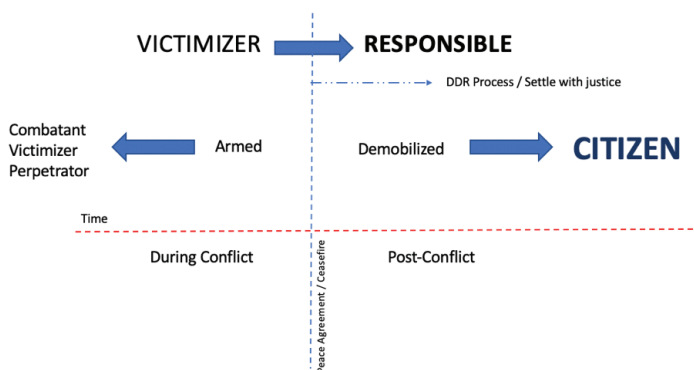 VICTIMIZER
RESPONSIBLE
DDR Process / Settle with justice
Combatant
Victimizer
Perpetrator
Armed
Demobilized
CITIZEN
Time
During Conflict
Post-Conflict
Peace Agreement / Ceasefire